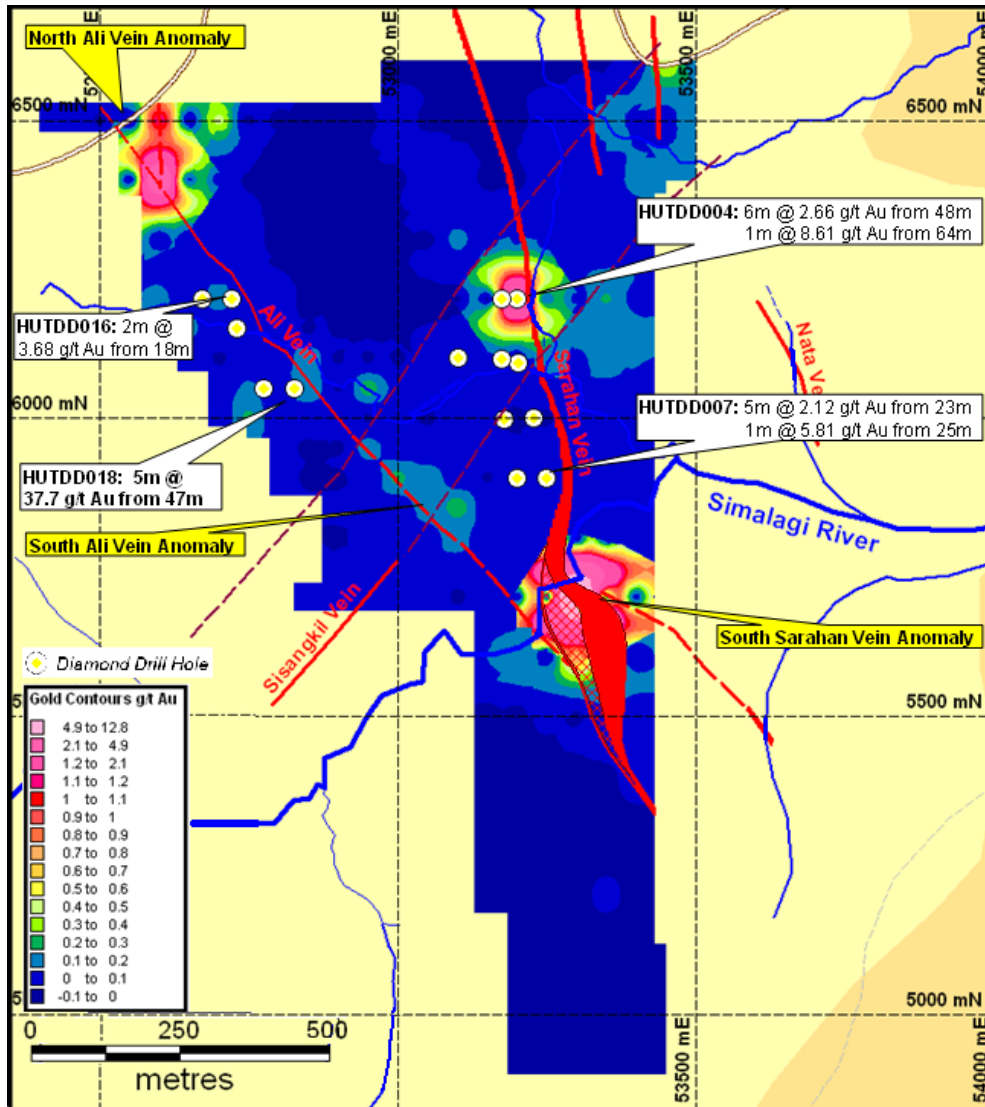 North Ali Vein Anomaly
53000 mE
53500 mE
54000 mE
6500 mN
6500 mN
HUTDD004: 6m @ 2.66 g/t Au from 48m
1m @ 8.61 g/t Au from 64m
HUTDD016: 2m @
3.68 g/t Au from 18m
Ali Vein
Sarahan Vein
Nata Ve
6000 mN
HUTDD007: 5m @ 2.12 g/t Au from 23m
1m @ 5.81 g/t Au from 25m
HUTDD018: 5m @
37.7 g/t Au from 47m
Simalagi River
South Ali Vein Anomaly
Sisangkil Vein
South Sarahan Vein Anomaly
Diamond Drill Hole
Gold Contours g/t Au
4.9 to 12.8
2.1 to 4.9
1.2 to 2.1
1.1 to 1.2
1 to 1.1
0.9 to 1
0.8 to 0.9
0.7 to 0.8
0.6 to 0.7
0.5 to 0.6
0.4 to 0.5
0.3 to 0.4
0.2 to 0.3
0.1 to 0.2
0 to 0.1
-0.1 to 0
5500 mN
5000 mN
0 250 500
metres
53500 mE
54000 mE